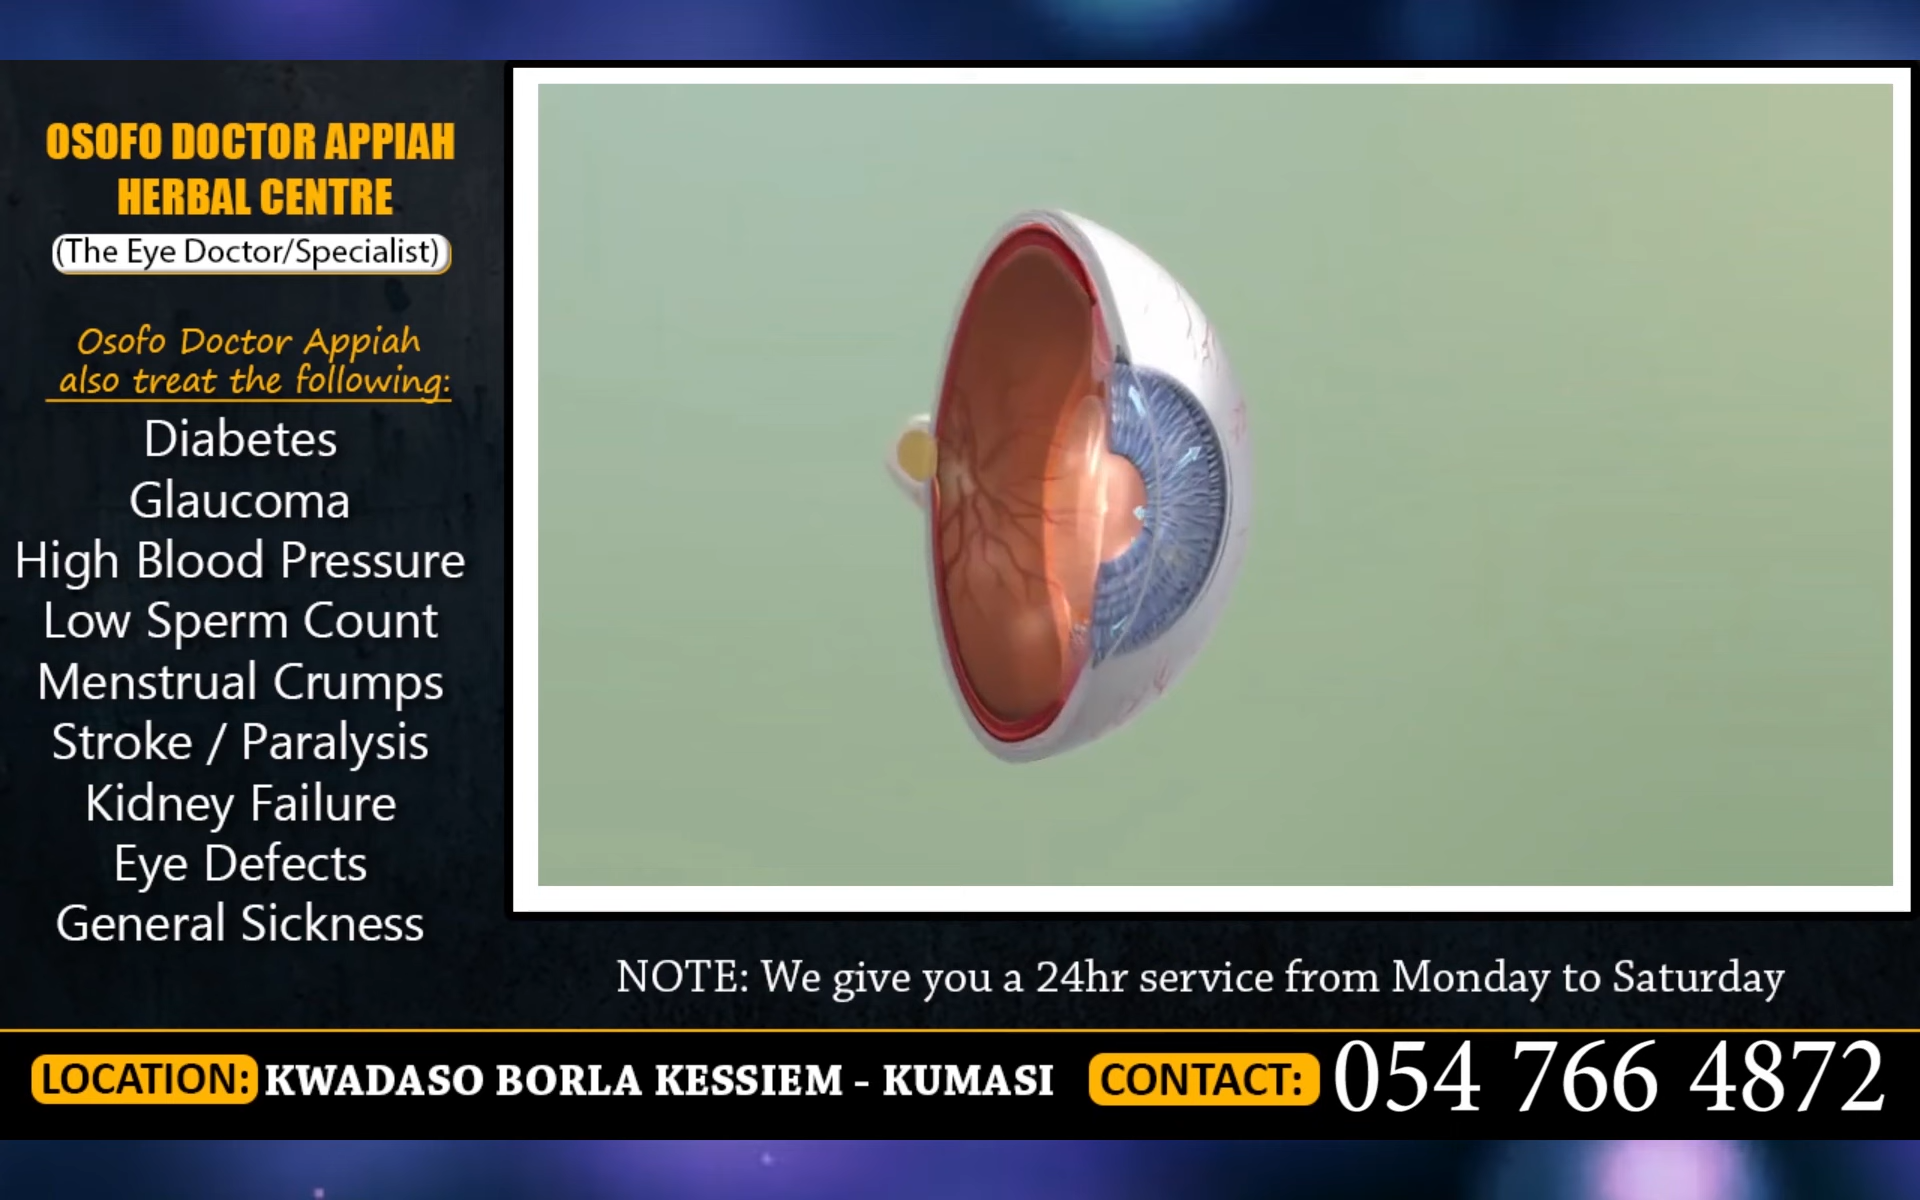 OSOFO DOCTOR APPIAH
HERBAL CENTRE
(The Eye Doctor/Specialist)
Osofo Doctor Appiah
also treat the following:
Diabetes
Glaucoma
High Blood Pressure
Low Sperm Count
Menstrual Crumps
Stroke / Paralysis
Kidney Failure
Eye Defects
General Sickness
NOTE: We give you a 24hr service from Monday to Saturday
LOCATION: KWADASO BORLA KESSIEM - KUMASI
CONTACT: 054 766 4872